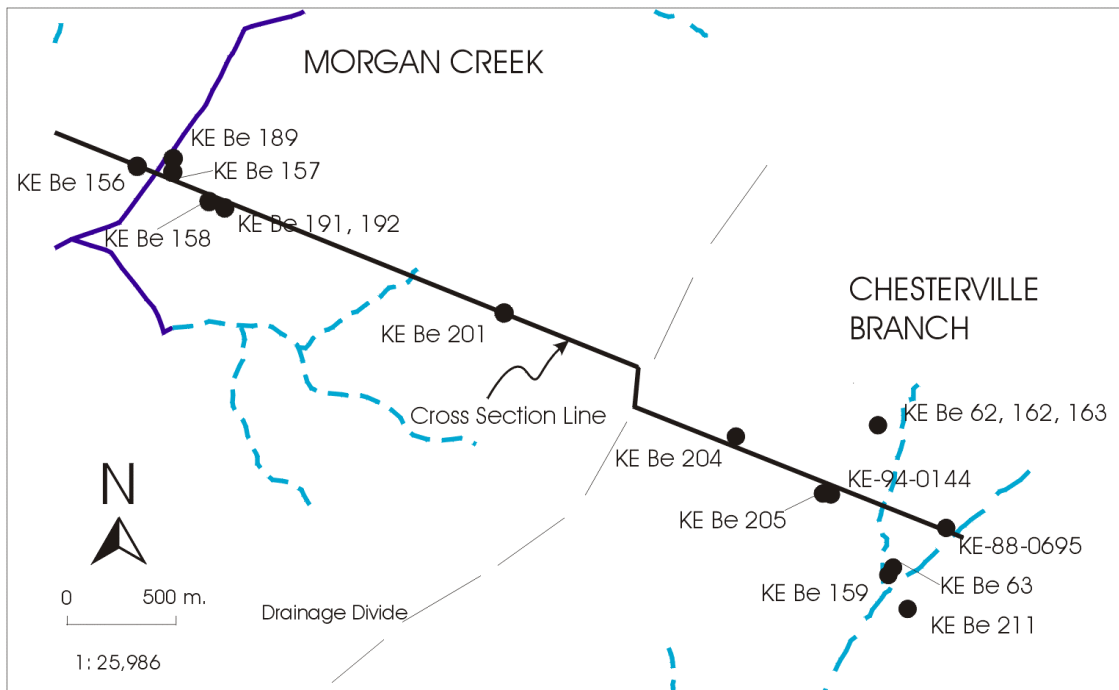 MORGAN CREEK
KE Be 189
KE Be 157
KE Be 156
KE Be 191, 192
KE Be 158
CHESTERVILLE
BRANCH
KE Be 201
Cross Section Line
KE Be 62, 162, 163
KE Be 204
KE-94-0144
KE Be 205
KE-88-0695
KE Be 63
KE Be 159
KE Be 211
N
0 500 m.
Drainage Divide
1: 25,986